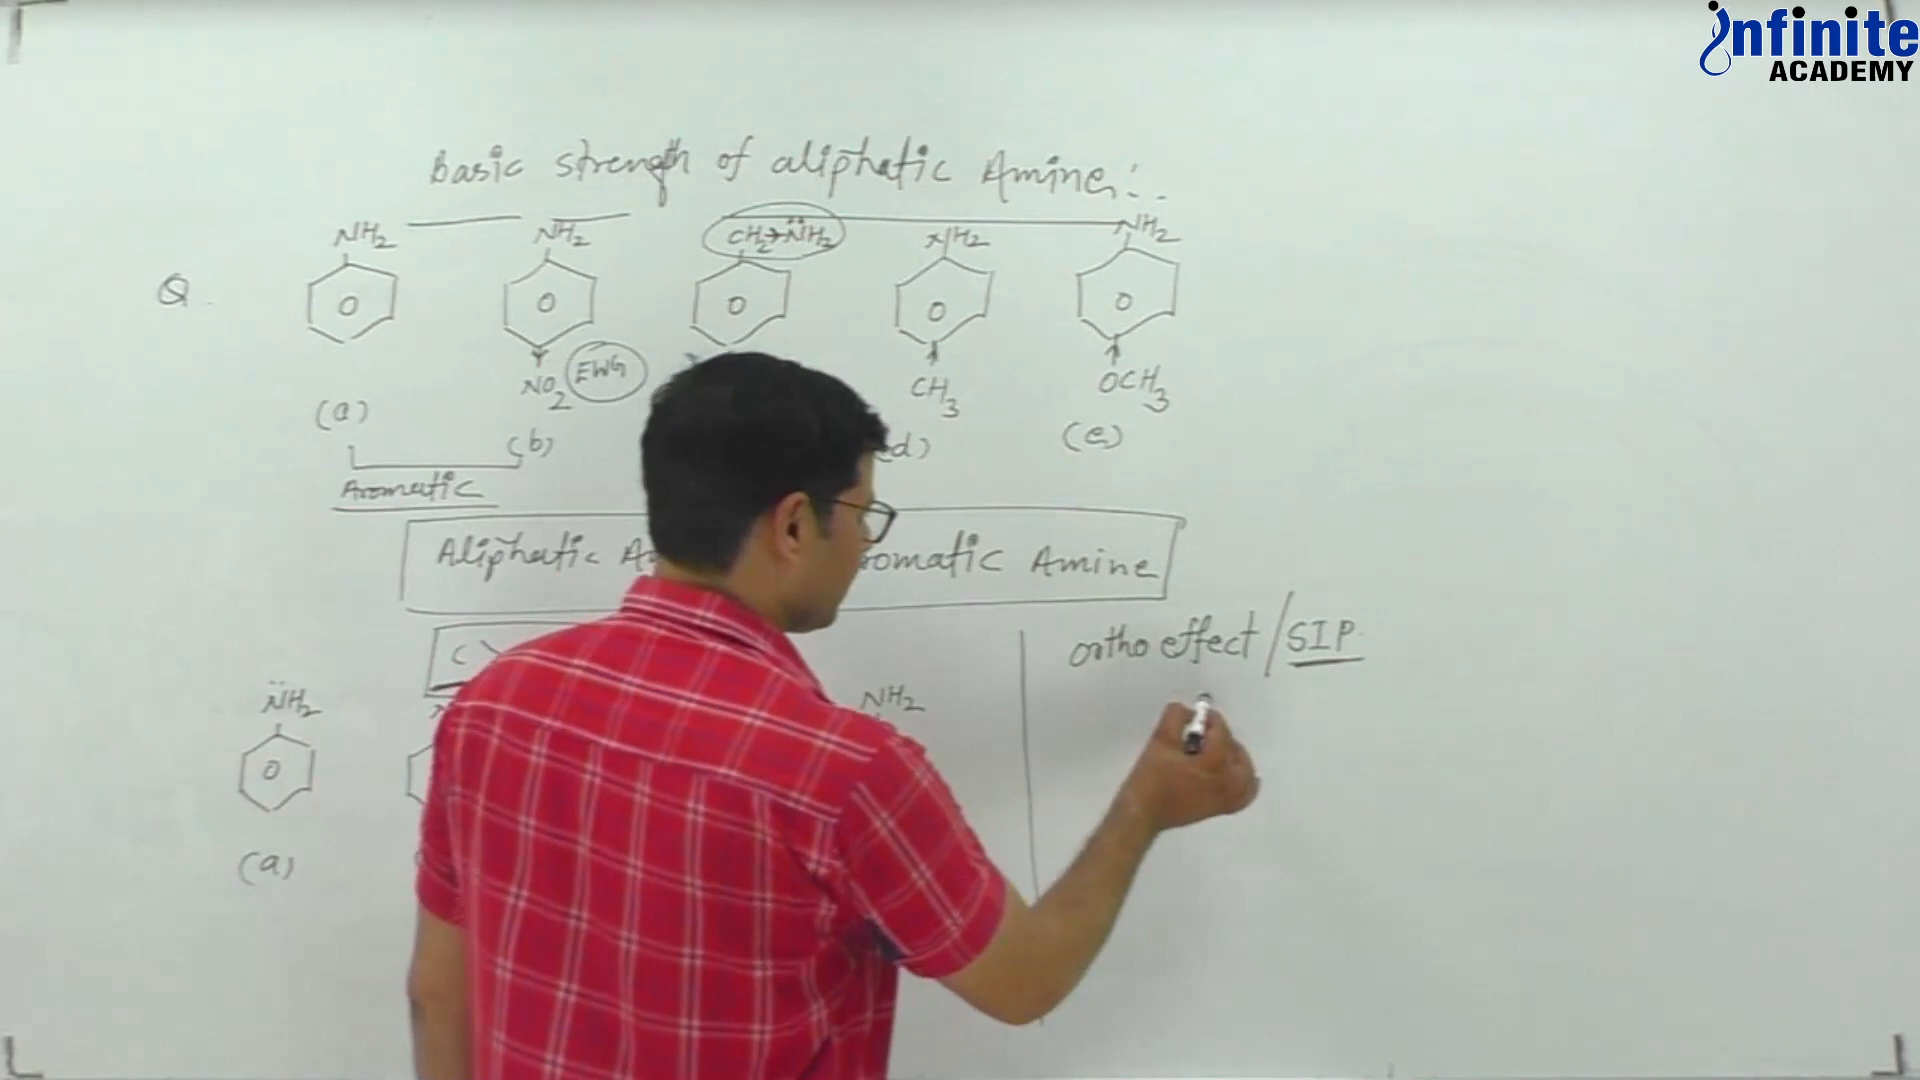 infinite
ACADEMY
Basic strength of aliphatic Amine:
NH2 NH2 CH2→NH2 NH2 NH2
Q.
NO2 EWG CH3 OCH3
(a) (b) (d) (e)
Aromatic
Aliphatic Aromatic Amine
C >
ortho effect / SIP
NH2 NH2
(a)